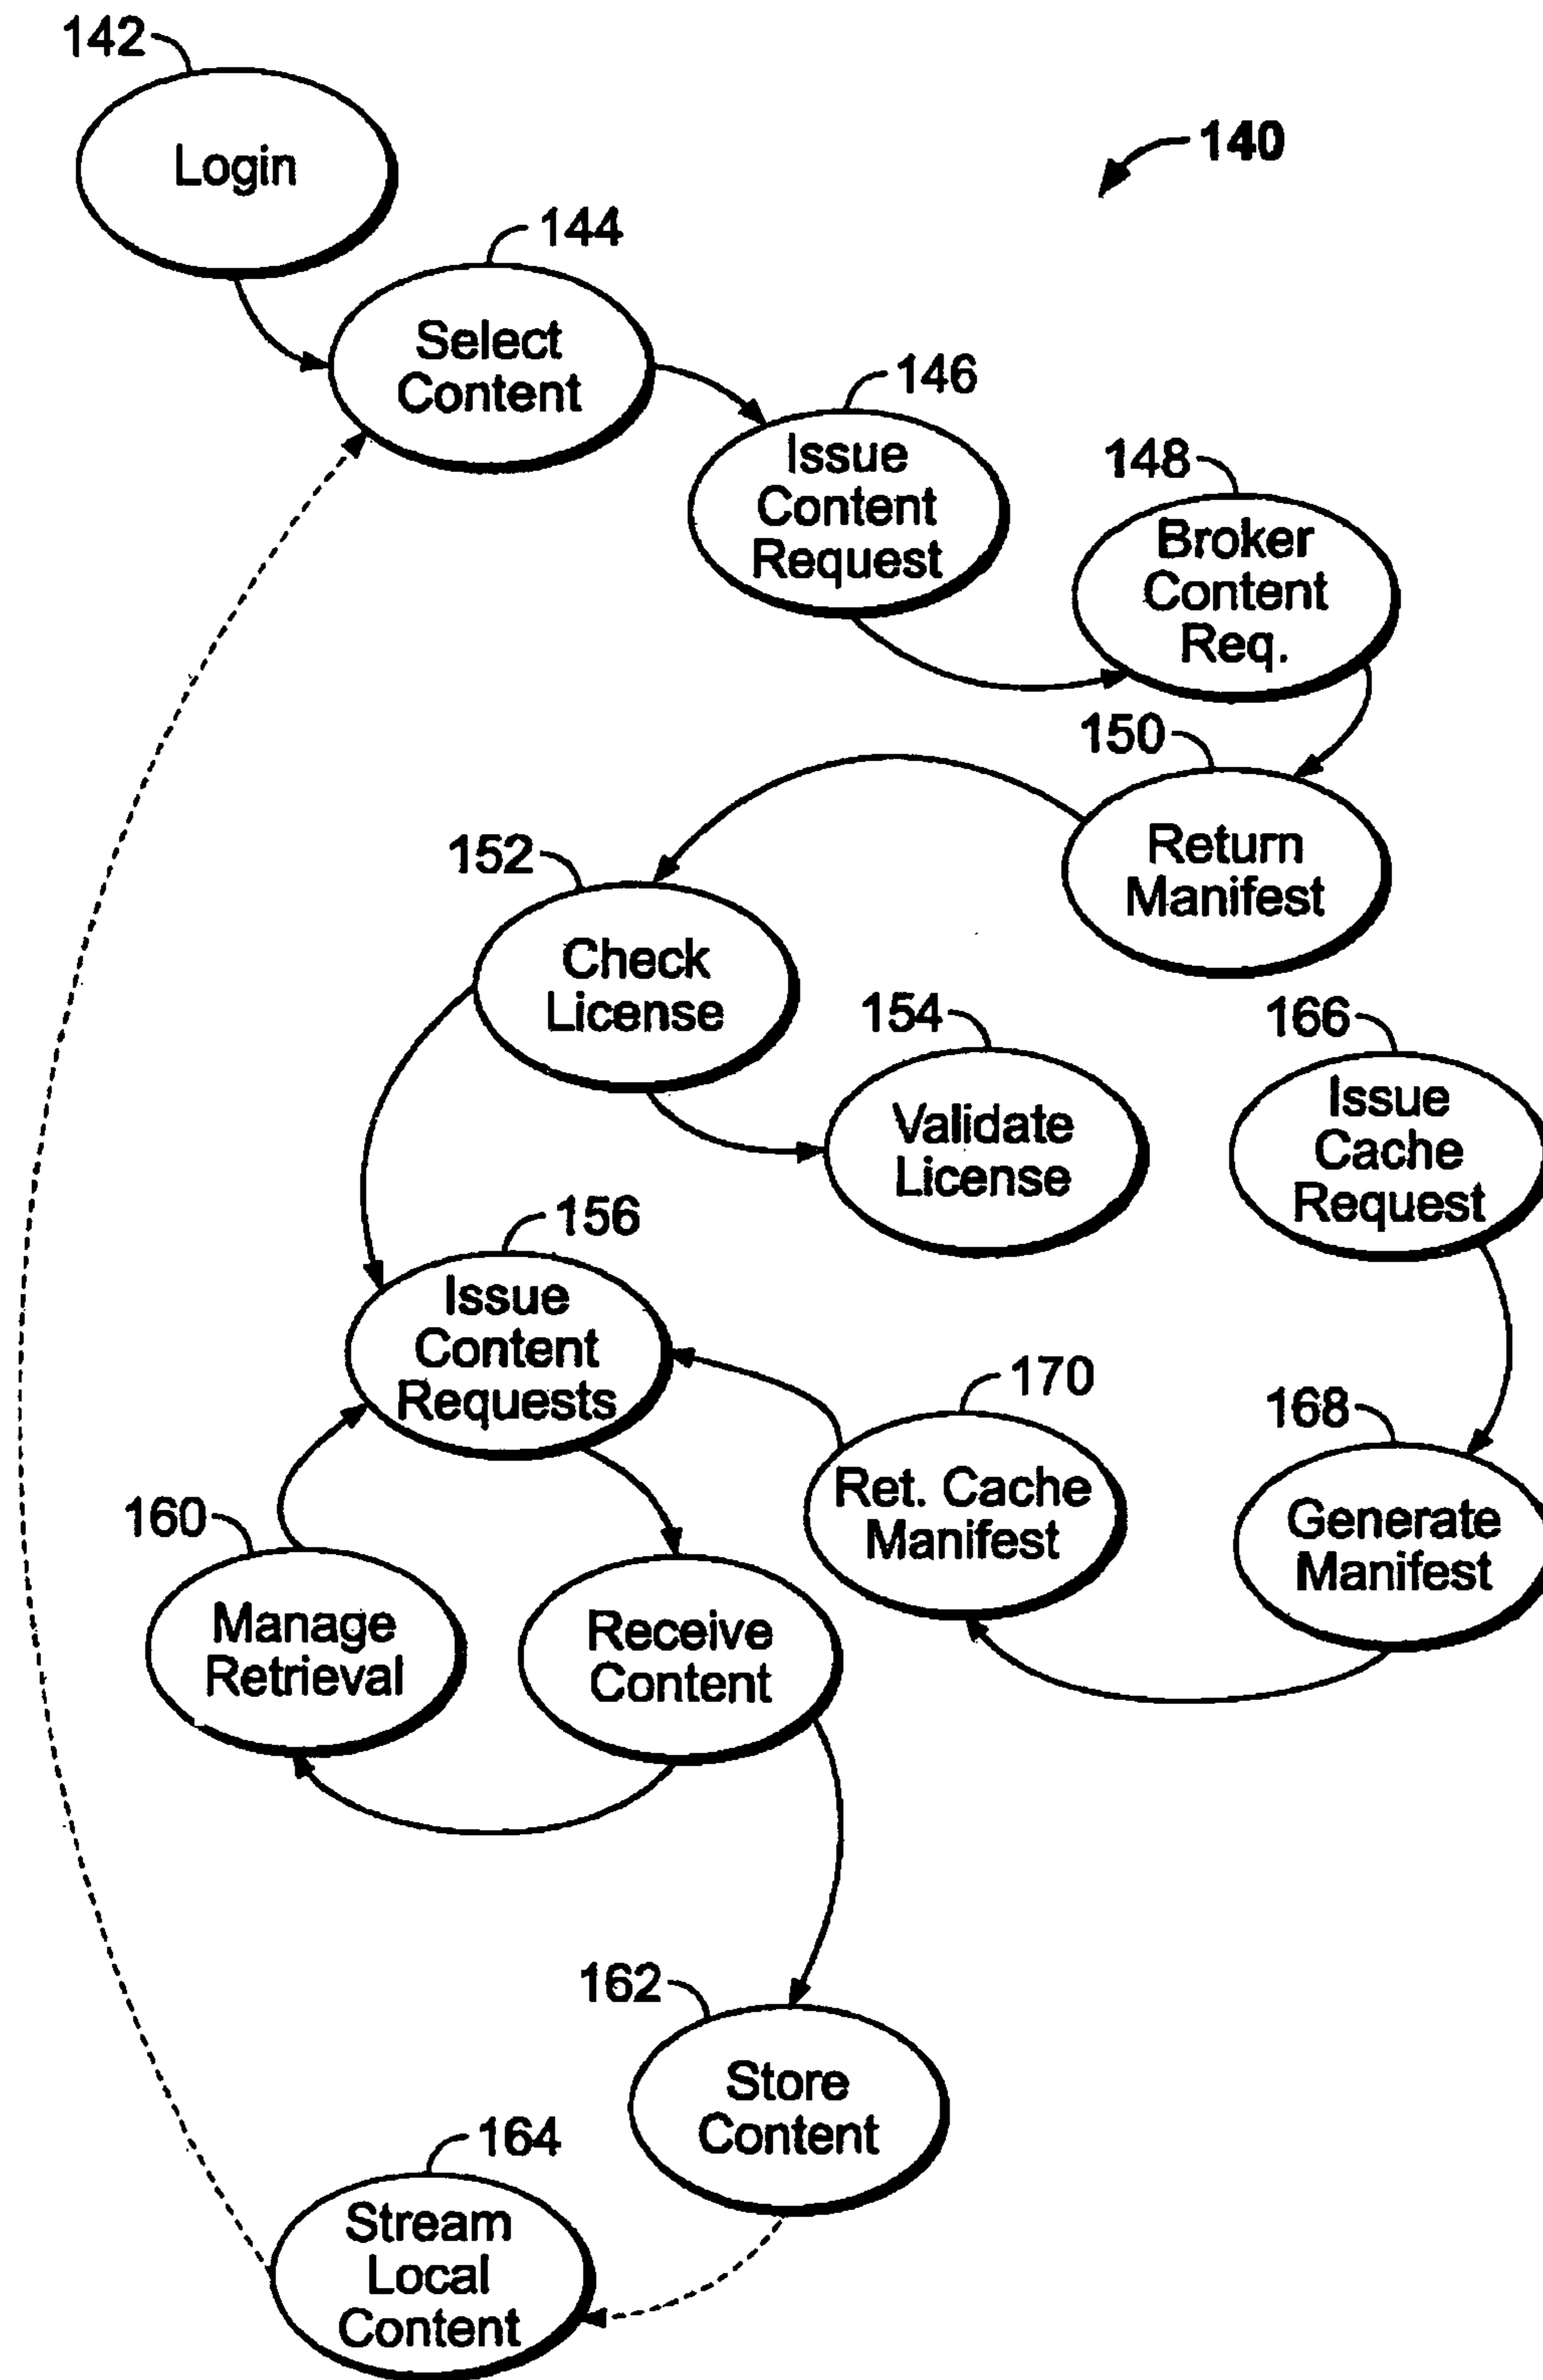 142
Login
140
144
Select
Content
146
Issue
Content
Request
148
Broker
Content
Req.
150
Return
Manifest
152
Check
License
154
Validate
License
166
Issue
Cache
Request
156
Issue
Content
Requests
170
Ret. Cache
Manifest
168
Generate
Manifest
160
Manage
Retrieval
Receive
Content
162
Store
Content
164
Stream
Local
Content